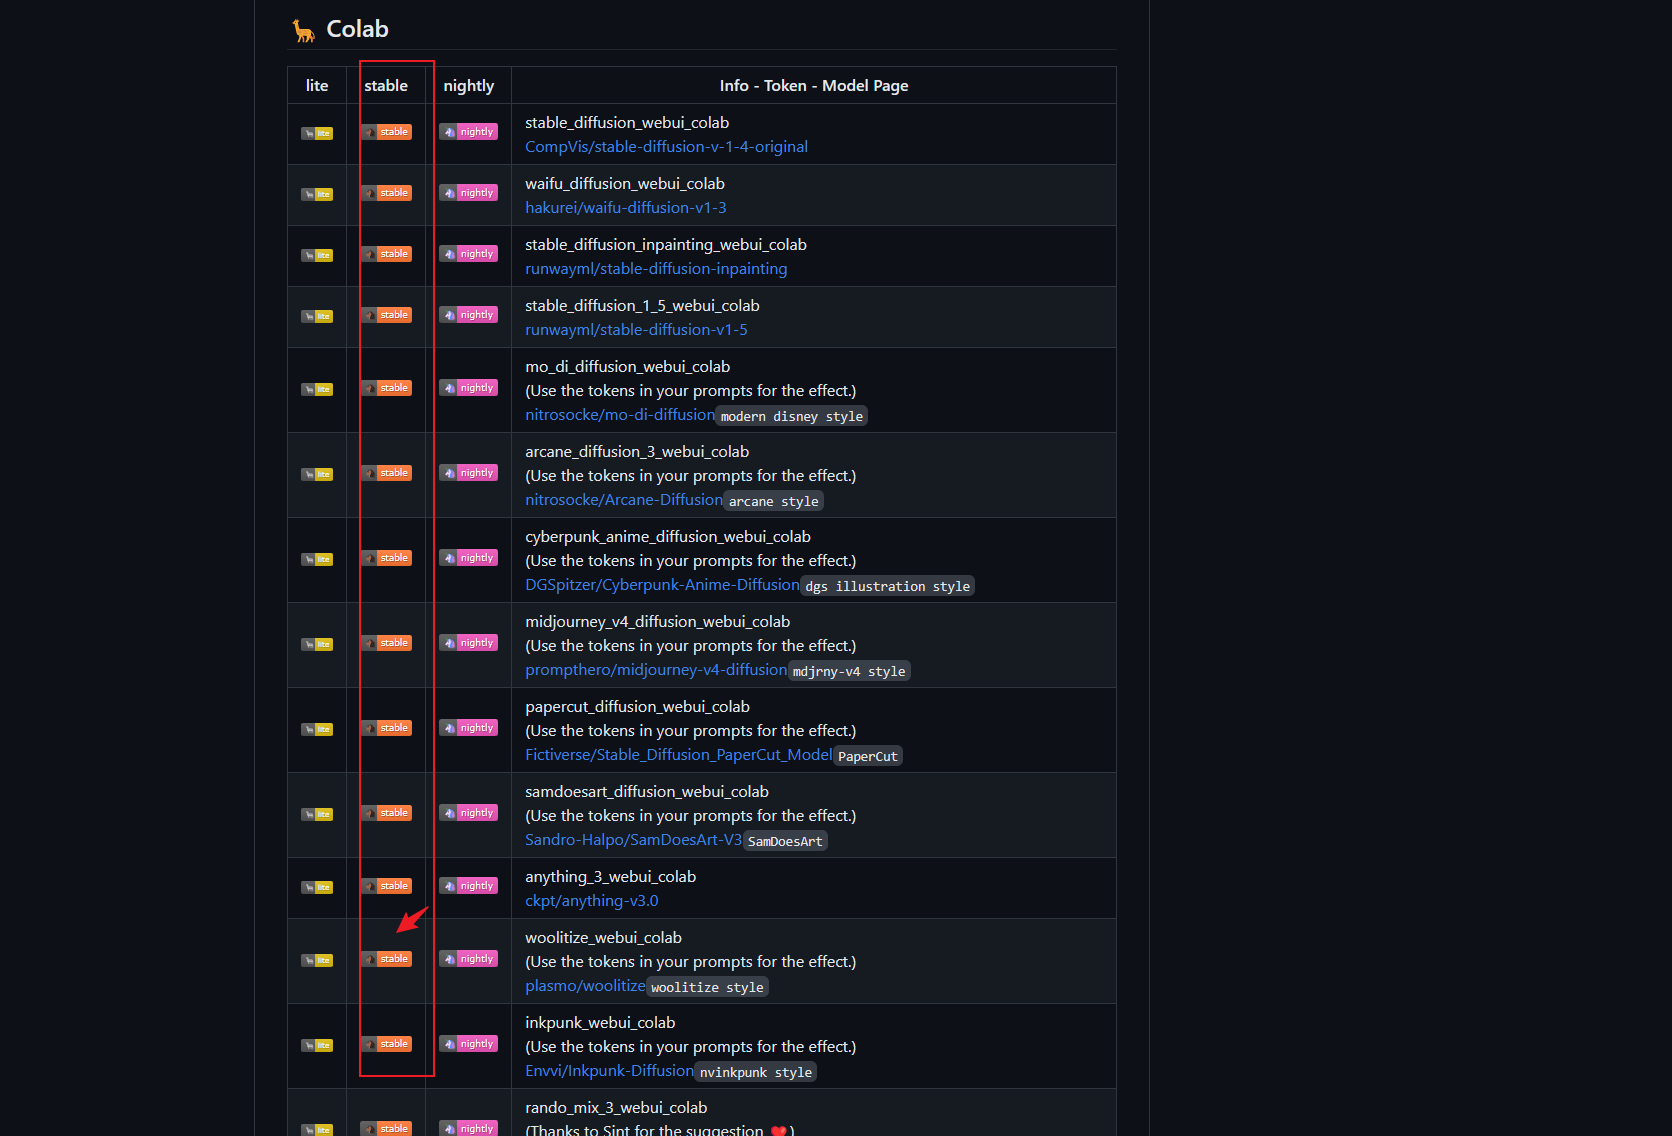 Colab
lite stable nightly Info - Token - Model Page
lite stable nightly stable_diffusion_webui_colab
CompVis/stable-diffusion-v-1-4-original
lite stable nightly waifu_diffusion_webui_colab
hakurei/waifu-diffusion-v1-3
lite stable nightly stable_diffusion_inpainting_webui_colab
runwayml/stable-diffusion-inpainting
lite stable nightly stable_diffusion_1_5_webui_colab
runwayml/stable-diffusion-v1-5
lite stable nightly mo_di_diffusion_webui_colab
(Use the tokens in your prompts for the effect.)
nitrosocke/mo-di-diffusion modern disney style
lite stable nightly arcane_diffusion_3_webui_colab
(Use the tokens in your prompts for the effect.)
nitrosocke/Arcane-Diffusion arcane style
lite stable nightly cyberpunk_anime_diffusion_webui_colab
(Use the tokens in your prompts for the effect.)
DGSpitzer/Cyberpunk-Anime-Diffusion dgs illustration style
lite stable nightly midjourney_v4_diffusion_webui_colab
(Use the tokens in your prompts for the effect.)
prompthero/midjourney-v4-diffusion mdjrny-v4 style
lite stable nightly papercut_diffusion_webui_colab
(Use the tokens in your prompts for the effect.)
Fictiverse/Stable_Diffusion_PaperCut_Model PaperCut
lite stable nightly samdoesart_diffusion_webui_colab
(Use the tokens in your prompts for the effect.)
Sandro-Halpo/SamDoesArt-V3 SamDoesArt
lite stable nightly anything_3_webui_colab
ckpt/anything-v3.0
lite stable nightly woolitize_webui_colab
(Use the tokens in your prompts for the effect.)
plasmo/woolitize woolitize style
lite stable nightly inkpunk_webui_colab
(Use the tokens in your prompts for the effect.)
Envvi/Inkpunk-Diffusion nvinkpunk style
lite stable nightly rando_mix_3_webui_colab
(Thanks to Sint for the suggestion ❤️)